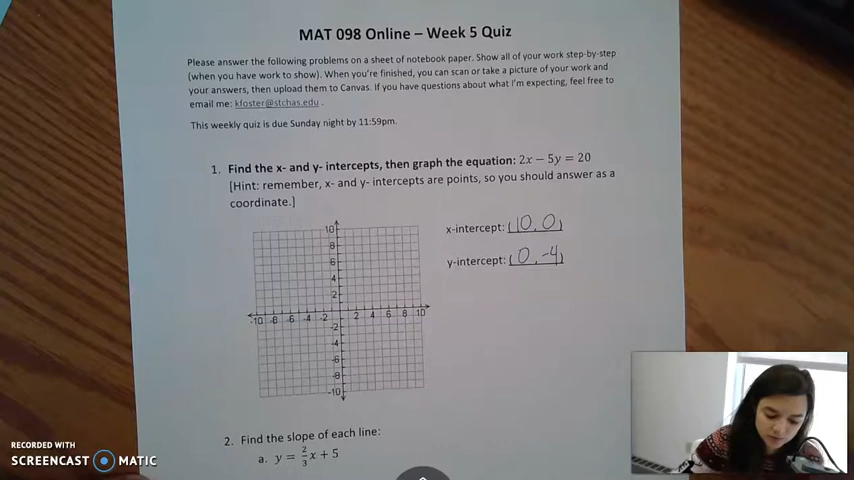 MAT 098 Online – Week 5 Quiz
Please answer the following problems on a sheet of notebook paper. Show all of your work step-by-step
(when you have work to show). When you're finished, you can scan or take a picture of your work and
your answers, then upload them to Canvas. If you have questions about what I'm expecting, feel free to
email me: kfoster@stchas.edu .
This weekly quiz is due Sunday night by 11:59pm.
1. Find the x- and y- intercepts, then graph the equation: 2x − 5y = 20
[Hint: remember, x- and y- intercepts are points, so you should answer as a
coordinate.]
x-intercept: (10, 0)
y-intercept: (0, -4)
10
8
6
4
2
-10 -8 -6 -4 -2 2 4 6 8 10
-2
-4
-6
-8
-10
2. Find the slope of each line:
a. y = 2/3 x + 5
RECORDED WITH
SCREENCAST MATIC